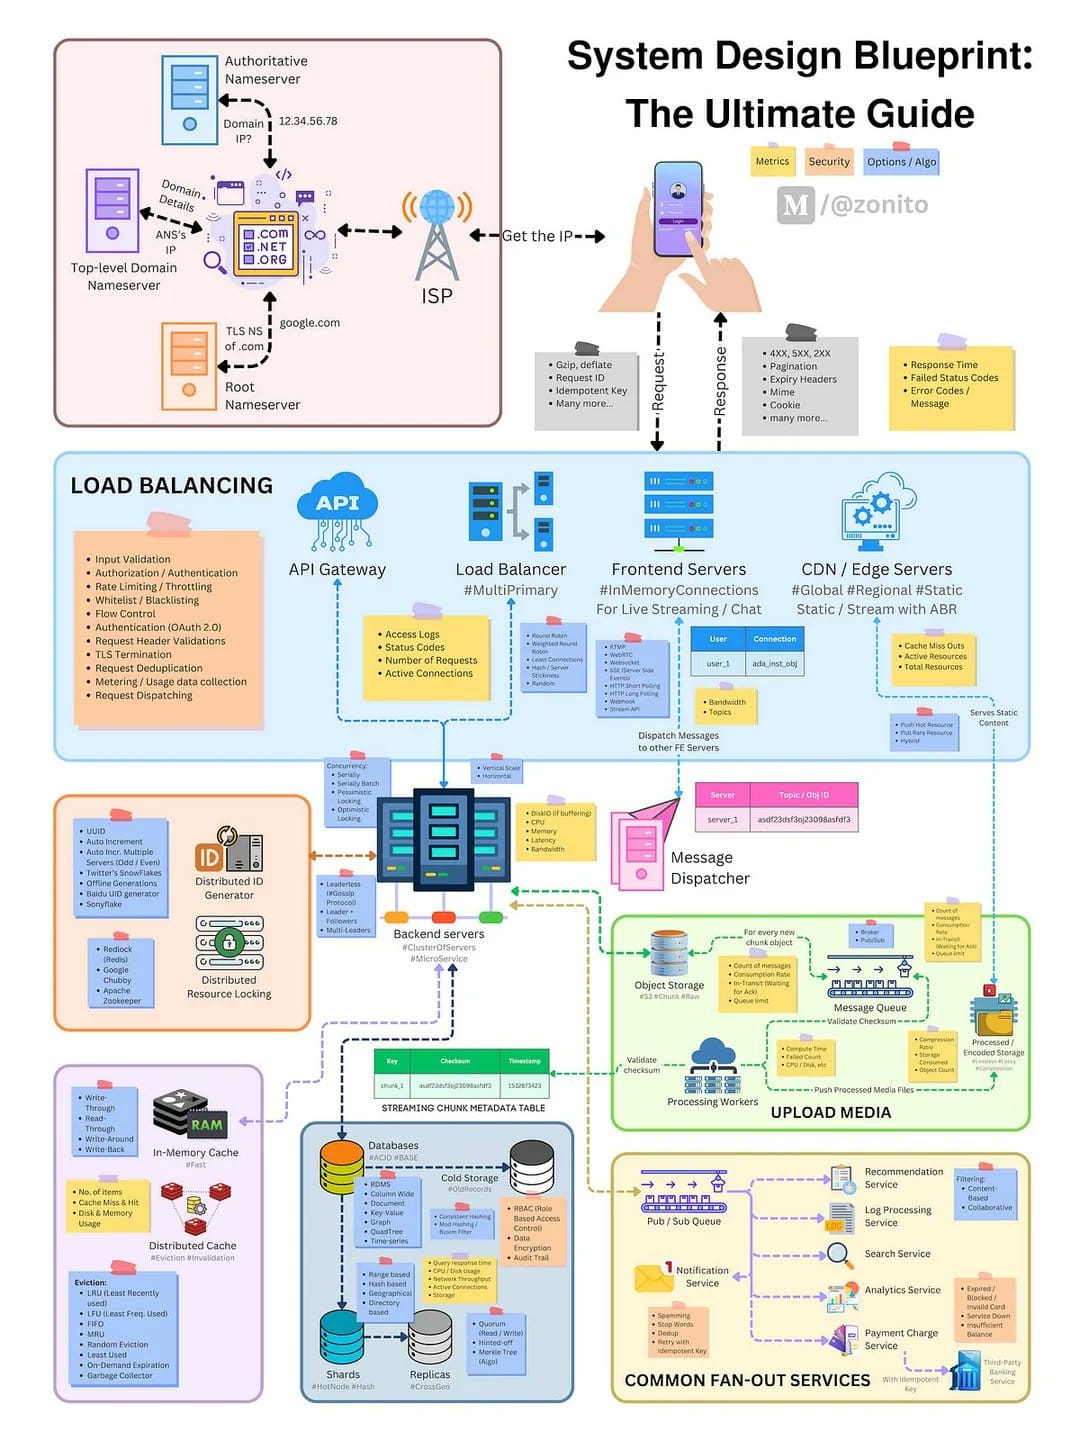 System Design Blueprint:
The Ultimate Guide
Metrics
Security
Options / Algo
M/@zonito
Authoritative
Nameserver
Domain
IP?
12.34.56.78
Domain
Details
ANS's
IP
Top-level Domain
Nameserver
.COM
.NET
.ORG
TLS NS
of .com
google.com
Root
Nameserver
ISP
Get the IP
Login
Request
Response
• Gzip, deflate
• Request ID
• Idempotent Key
• Many more...
• 4XX, 5XX, 2XX
• Pagination
• Expiry Headers
• Mime
• Cookie
• many more...
• Response Time
• Failed Status Codes
• Error Codes /
Message
LOAD BALANCING
• Input Validation
• Authorization / Authentication
• Rate Limiting / Throttling
• Whitelist / Blacklisting
• Flow Control
• Authentication (OAuth 2.0)
• Request Header Validations
• TLS Termination
• Request Deduplication
• Metering / Usage data collection
• Request Dispatching
API
API Gateway
Load Balancer
#MultiPrimary
Frontend Servers
#InMemoryConnections
For Live Streaming / Chat
CDN / Edge Servers
#Global #Regional #Static
Static / Stream with ABR
• Access Logs
• Status Codes
• Number of Requests
• Active Connections
• Round Robin
• Weighted Round
Robin
• Least Connections
• Hash / Server
Stickiness
• Random
• RTMP
• WebRTC
• Websocket
• SSE (Server Side
Events)
• HTTP Short Polling
• HTTP Long Polling
• Webhook
• Stream API
User Connection
user_1 ada_inst_obj
• Bandwidth
• Topics
• Cache Miss Outs
• Active Resources
• Total Resources
• Push Hot Resource
• Pull Rare Resource
• Hybrid
Serves Static
Content
Dispatch Messages
to other FE Servers
Concurrency:
• Serially
• Serially Batch
• Pessimistic
Locking
• Optimistic
Locking
• Vertical Scale
• Horizontal
• DiskIO (if buffering)
• CPU
• Memory
• Latency
• Bandwidth
Server Topic / Obj ID
server_1 asdf23dsf3oj23098asfdf3
Message
Dispatcher
• UUID
• Auto Increment
• Auto Incr. Multiple
Servers (Odd / Even)
• Twitter's SnowFlakes
• Offline Generations
• Baidu UID generator
• Sonyflake
ID
Distributed ID
Generator
• Redlock
(Redis)
• Google
Chubby
• Apache
Zookeeper
Distributed
Resource Locking
• Leaderless
(#Gossip
Protocol)
• Leader +
Followers
• Multi-Leaders
Backend servers
#ClusterOfServers
#MicroService
Object Storage
#S3 #Chunk #Raw
For every new
chunk object
• Count of messages
• Consumption Rate
• In-Transit (Waiting
for Ack)
• Queue limit
• Broker
• Pub/Sub
• Count of
messages
• Consumption
Rate
• In-Transit
(Waiting for Ack)
• Queue limit
Message Queue
Validate Checksum
Processed /
Encoded Storage
#Lossless #Lossy
#Compression
• Compute Time
• Failed Count
• CPU / Disk, etc
• Compression
Ratio
• Storage
Consumed
• Object Count
Validate
checksum
Processing Workers
Push Processed Media Files
UPLOAD MEDIA
Key Checksum Timestamp
chunk_1 asdf23dsf3oj23098asfdf3 1532873423
STREAMING CHUNK METADATA TABLE
• Write-
Through
• Read-
Through
• Write-Around
• Write-Back
RAM
In-Memory Cache
#Fast
• No. of items
• Cache Miss & Hit
• Disk & Memory
Usage
Distributed Cache
#Eviction #Invalidation
Eviction:
• LRU (Least Recently
used)
• LFU (Least Freq. Used)
• FIFO
• MRU
• Random Eviction
• Least Used
• On-Demand Expiration
• Garbage Collector
Databases
#ACID #BASE
Cold Storage
#OldRecords
• RDMS
• Column Wide
• Document
• Key-Value
• Graph
• QuadTree
• Time-series
• Consistent Hashing
• Mod Hashing /
Bloom Filter
• RBAC (Role
Based Access
Control)
• Data
Encryption
• Audit Trail
• Query response time
• CPU / Disk Usage
• Network Throughput
• Active Connections
• Storage
• Range based
• Hash based
• Geographical
• Directory
based
• Quorum
(Read / Write)
• Hinted-off
• Merkle Tree
(Algo)
Shards
#HotNode #Hash
Replicas
#CrossGeo
Pub / Sub Queue
Recommendation
Service
Filtering:
• Content-
Based
• Collaborative
LOG
Log Processing
Service
Search Service
1
Notification
Service
Analytics Service
• Spamming
• Stop Words
• Dedup
• Retry with
Idempotent Key
• Expired /
Blocked /
Invalid Card
• Service Down
• Insufficient
Balance
Payment Charge
Service
With Idempotent
Key
Third-Party
Banking
Service
COMMON FAN-OUT SERVICES